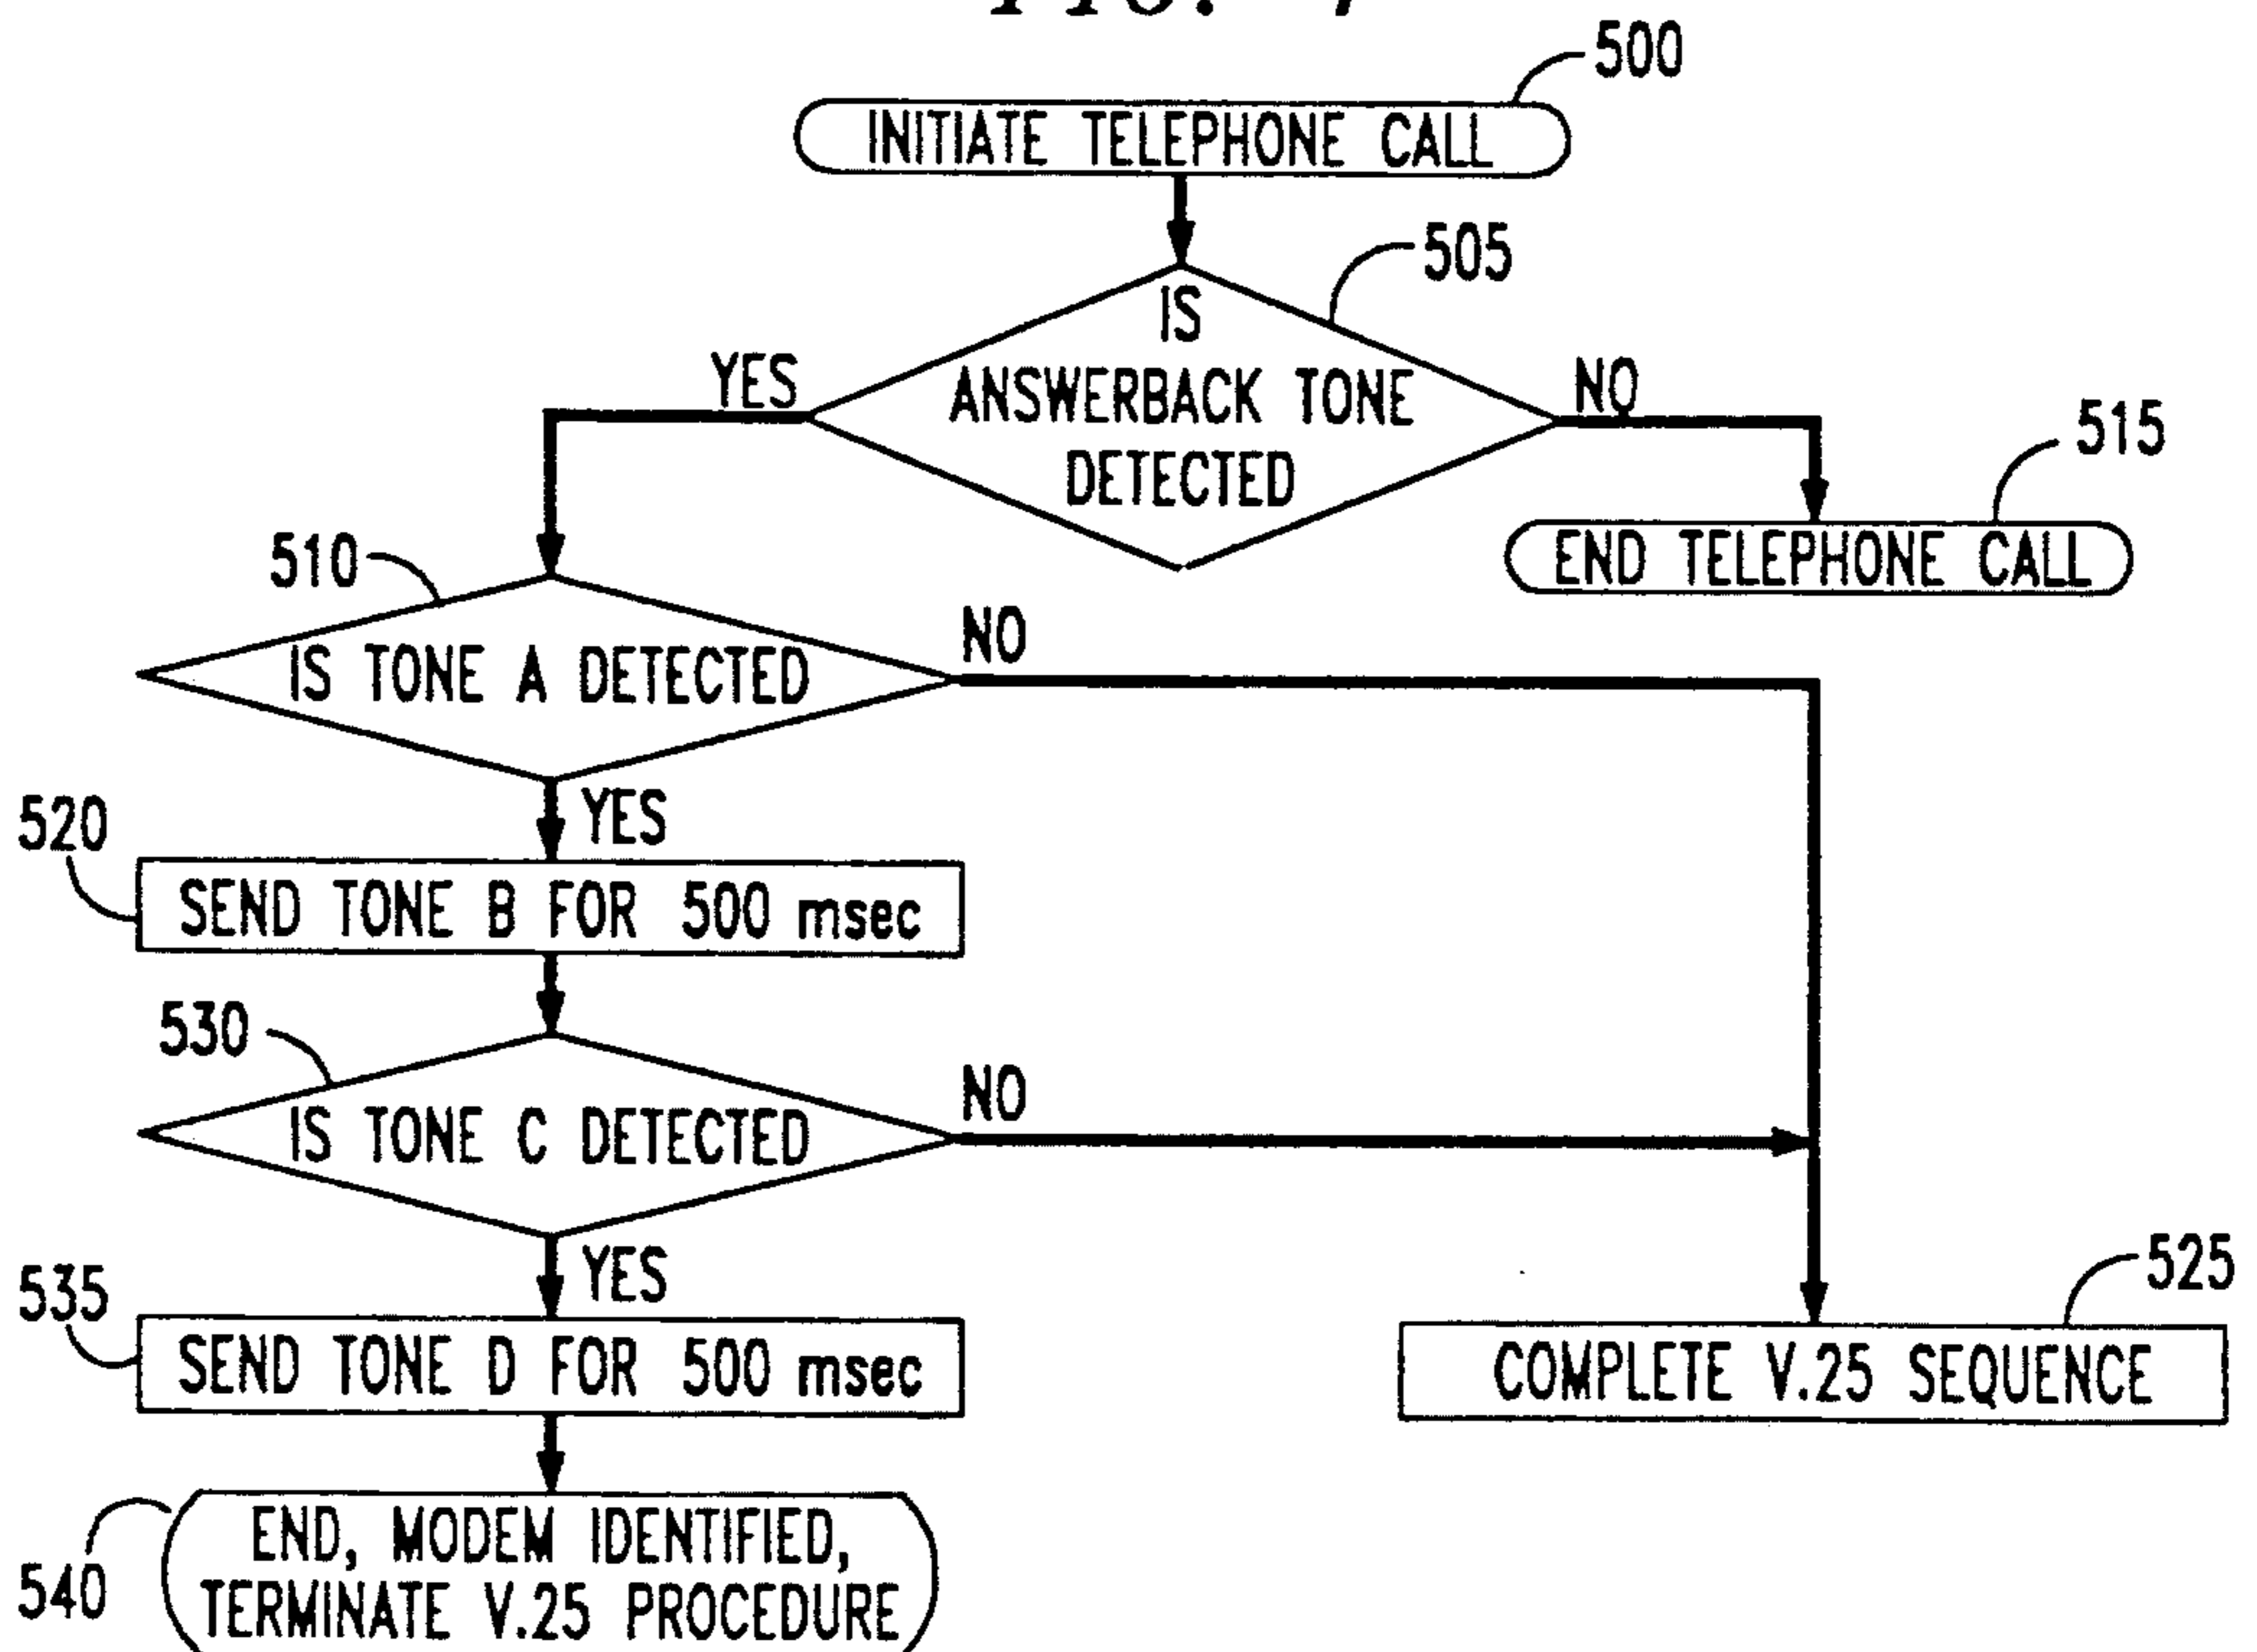 500
INITIATE TELEPHONE CALL
505
IS
ANSWERBACK TONE
DETECTED
YES
NO
515
END TELEPHONE CALL
510
IS TONE A DETECTED
NO
YES
520
SEND TONE B FOR 500 msec
530
IS TONE C DETECTED
NO
YES
535
SEND TONE D FOR 500 msec
525
COMPLETE V.25 SEQUENCE
540
END, MODEM IDENTIFIED,
TERMINATE V.25 PROCEDURE